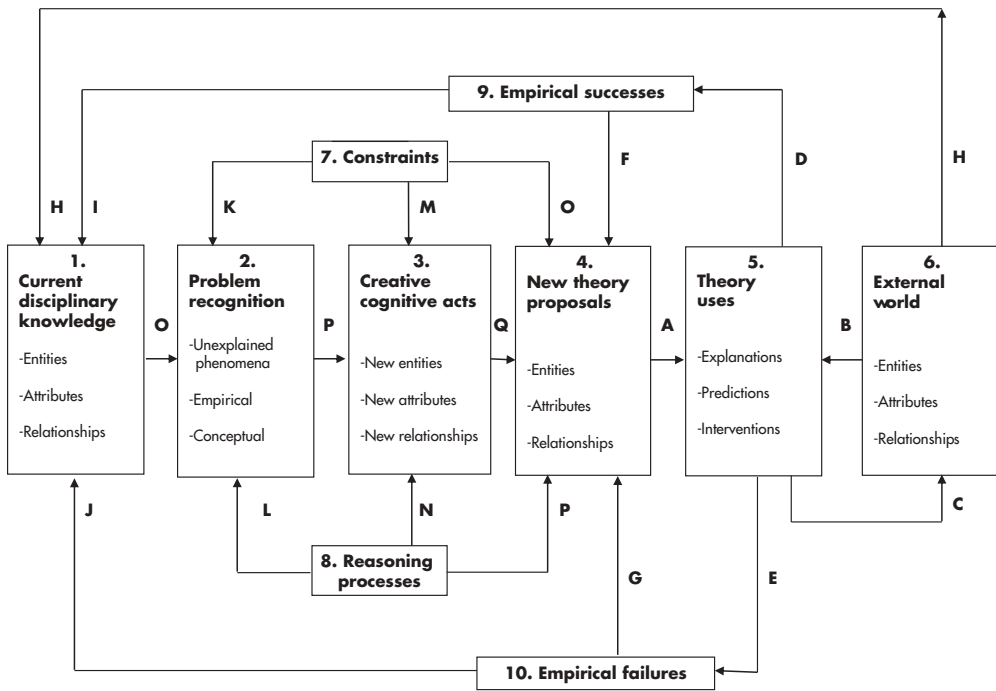 H
9. Empirical successes
7. Constraints
H
I
K
M
O
F
D
1.
Current
disciplinary
knowledge
-Entities
-Attributes
-Relationships
O
2.
Problem
recognition
-Unexplained
phenomena
-Empirical
-Conceptual
P
3.
Creative
cognitive acts
-New entities
-New attributes
-New relationships
Q
4.
New theory
proposals
-Entities
-Attributes
-Relationships
A
5.
Theory
uses
-Explanations
-Predictions
-Interventions
B
6.
External
world
-Entities
-Attributes
-Relationships
J
L
N
P
C
8. Reasoning
processes
G
E
10. Empirical failures